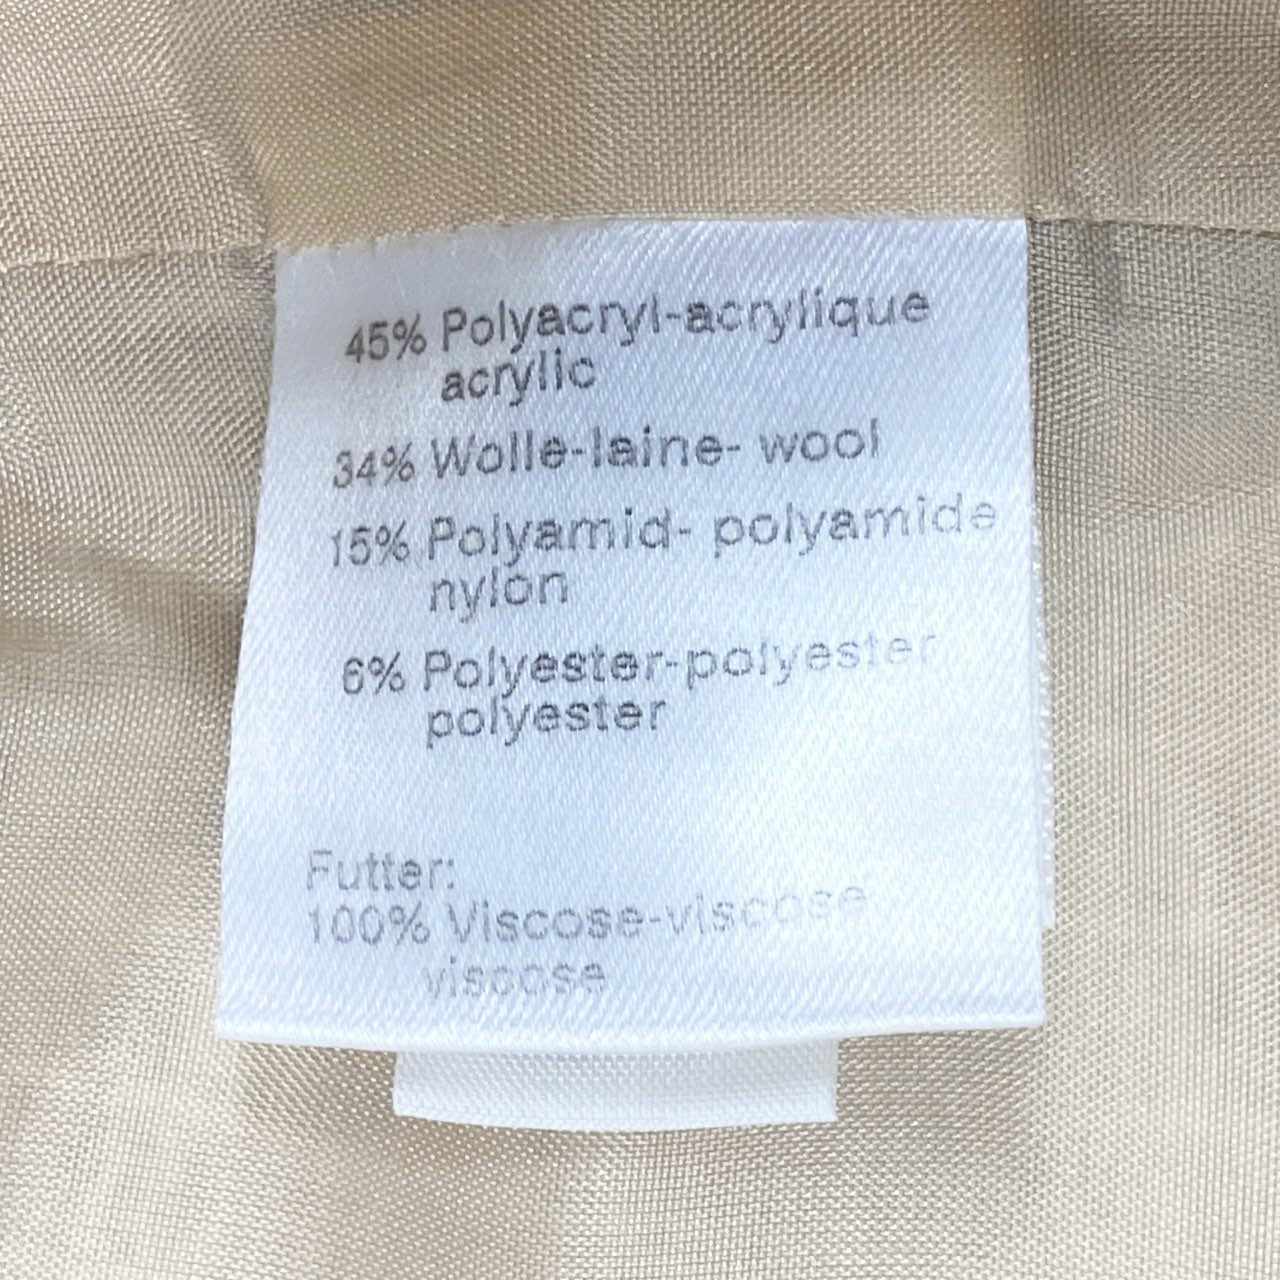 45% Polyacryl-acrylique
acrylic
34% Wolle-laine- wool
15% Polyamid- polyamide
nylon
6% Polyester-polyester
polyester
Futter:
100% Viscose-viscose
viscose